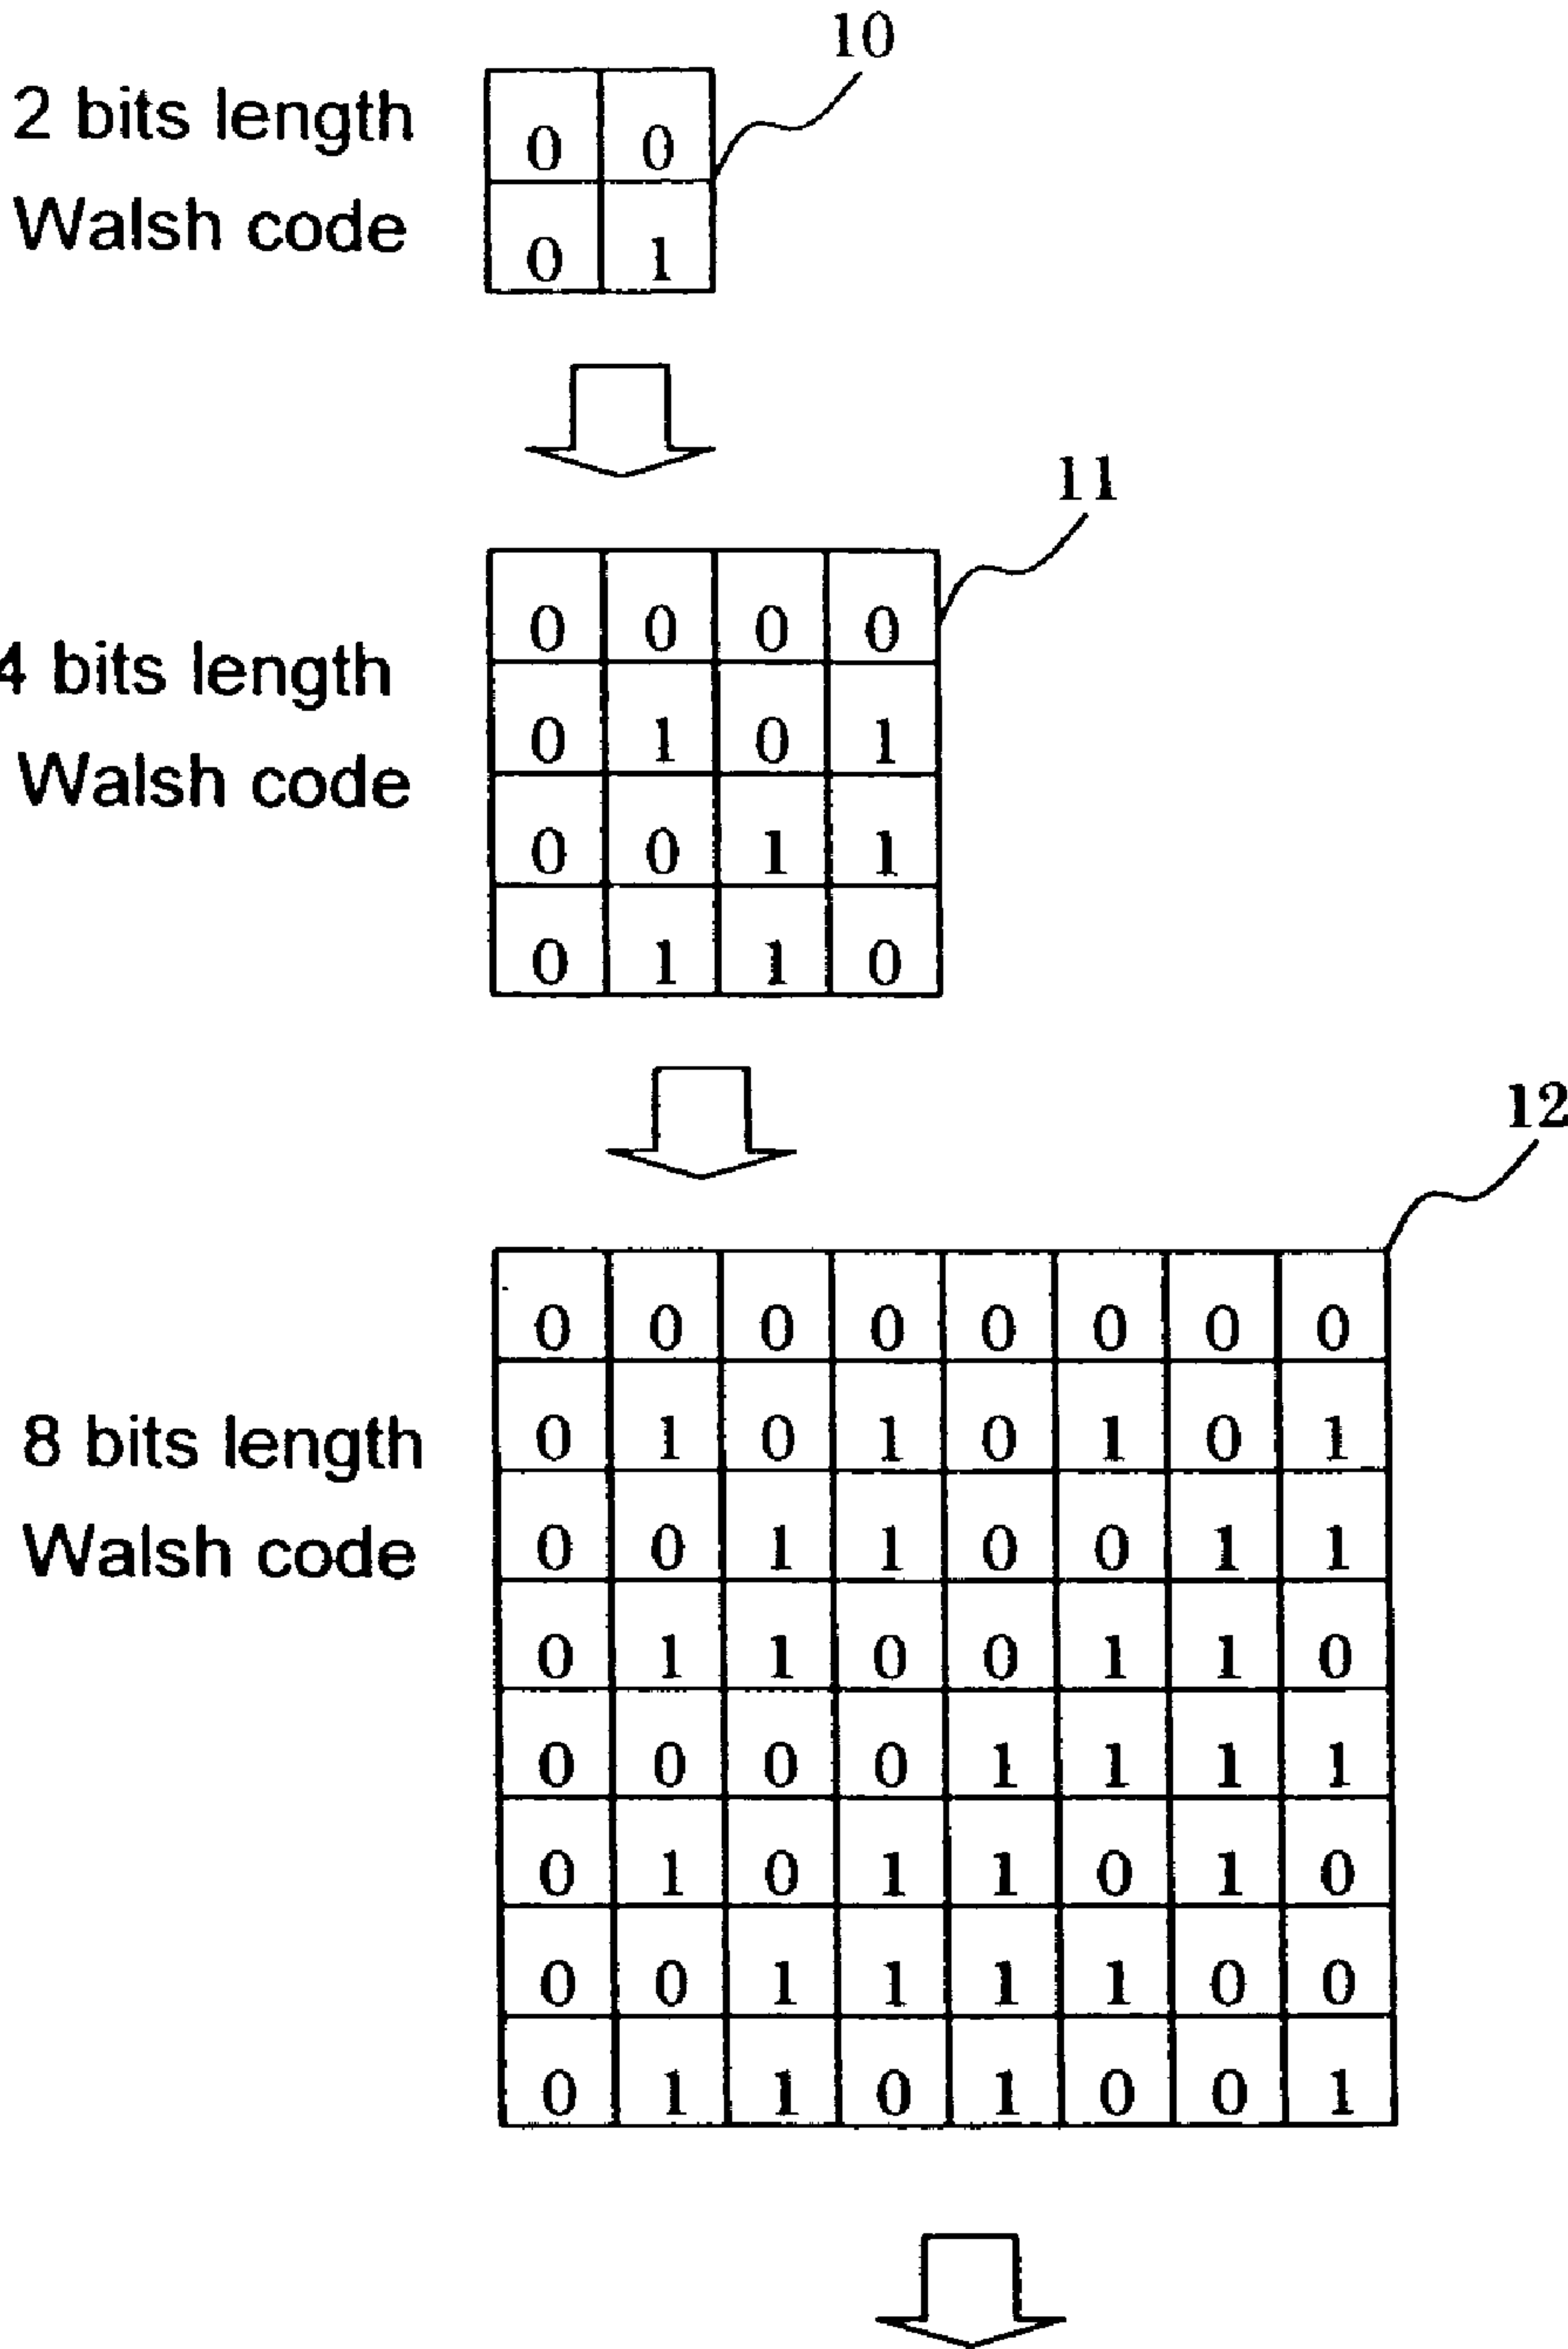 10
2 bits length
Walsh code
0 0
0 1
11
4 bits length
Walsh code
0 0 0 0
0 1 0 1
0 0 1 1
0 1 1 0
12
8 bits length
Walsh code
0 0 0 0 0 0 0 0
0 1 0 1 0 1 0 1
0 0 1 1 0 0 1 1
0 1 1 0 0 1 1 0
0 0 0 0 1 1 1 1
0 1 0 1 1 0 1 0
0 0 1 1 1 1 0 0
0 1 1 0 1 0 0 1